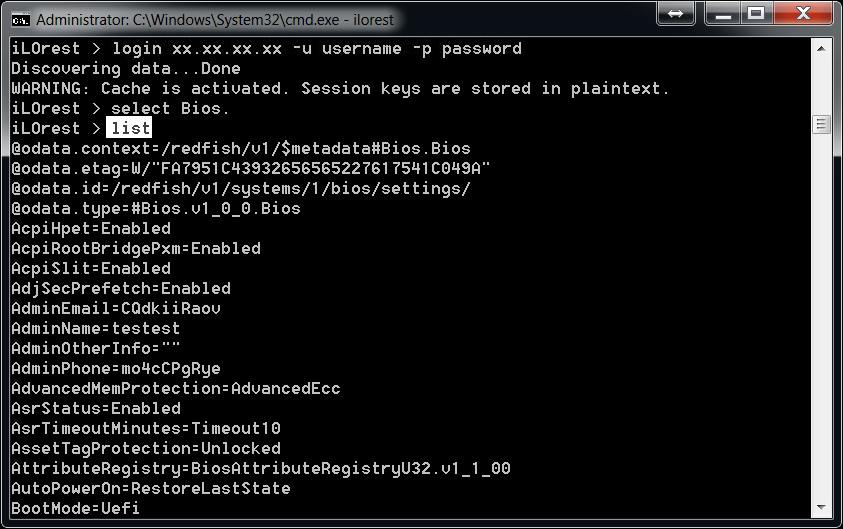 Administrator: C:\Windows\System32\cmd.exe - ilorest
iLOrest > login xx.xx.xx.xx -u username -p password
Discovering data...Done
WARNING: Cache is activated. Session keys are stored in plaintext.
iLOrest > select Bios.
iLOrest > list
@odata.context=/redfish/v1/$metadata#Bios.Bios
@odata.etag=W/"FA7951C43932656565227617541C049A"
@odata.id=/redfish/v1/systems/1/bios/settings/
@odata.type=#Bios.v1_0_0.Bios
AcpiHpet=Enabled
AcpiRootBridgePxm=Enabled
AcpiSlit=Enabled
AdjSecPrefetch=Enabled
AdminEmail=CQdkiiRaov
AdminName=testest
AdminOtherInfo=""
AdminPhone=mo4cCPgRye
AdvancedMemProtection=AdvancedEcc
AsrStatus=Enabled
AsrTimeoutMinutes=Timeout10
AssetTagProtection=Unlocked
AttributeRegistry=BiosAttributeRegistryU32.v1_1_00
AutoPowerOn=RestoreLastState
BootMode=Uefi